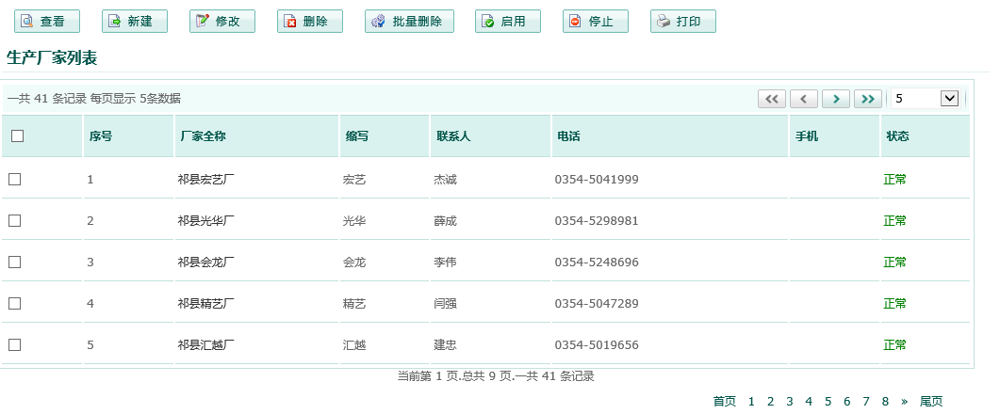 查看 新建 修改 删除 批量删除 启用 停止 打印
生产厂家列表
一共 41 条记录 每页显示 5条数据 5
序号 厂家全称 缩写 联系人 电话 手机 状态
1 祁县宏艺厂 宏艺 杰诚 0354-5041999 正常
2 祁县光华厂 光华 薛成 0354-5298981 正常
3 祁县会龙厂 会龙 李伟 0354-5248696 正常
4 祁县精艺厂 精艺 闫强 0354-5047289 正常
5 祁县汇越厂 汇越 建忠 0354-5019656 正常
当前第 1 页.总共 9 页.一共 41 条记录
首页 1 2 3 4 5 6 7 8 » 尾页